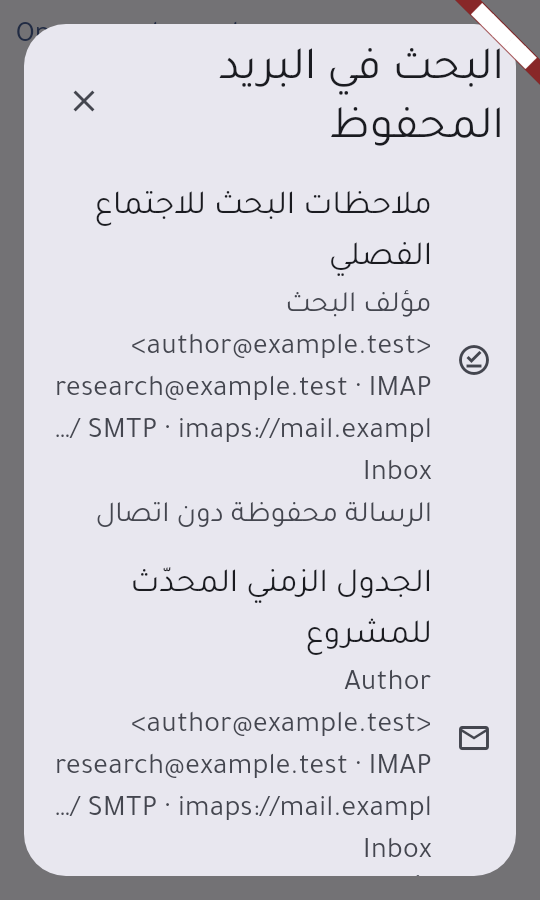 البحث في البريد
المحفوظ
ملاحظات البحث للاجتماع
الفصلي
مؤلف البحث
<author@example.test>
research@example.test · IMAP
/ SMTP · imaps://mail.exampl…
Inbox
الرسالة محفوظة دون اتصال
الجدول الزمني المحدّث
للمشروع
Author
<author@example.test>
research@example.test · IMAP
/ SMTP · imaps://mail.exampl…
Inbox